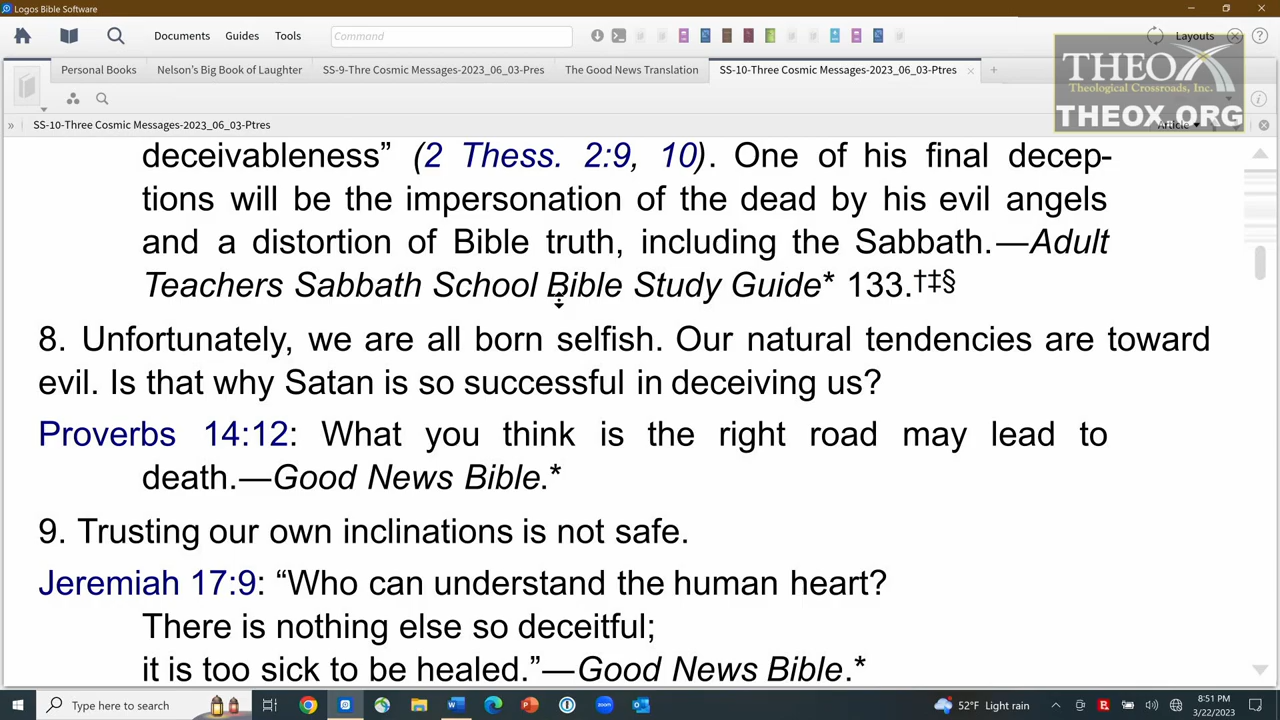 Logos Bible Software
Documents Guides Tools Command Layouts
THEOX
Theological Crossroads, Inc.
THEOX.ORG
Personal Books Nelson's Big Book of Laughter SS-9-Thre Cosmic Messages-2023_06_03-Pres The Good News Translation SS-10-Three Cosmic Messages-2023_06_03-Ptres
SS-10-Three Cosmic Messages-2023_06_03-Ptres Article
deceivableness” (2 Thess. 2:9, 10). One of his final decep-
tions will be the impersonation of the dead by his evil angels
and a distortion of Bible truth, including the Sabbath.—Adult
Teachers Sabbath School Bible Study Guide* 133.†‡§
8. Unfortunately, we are all born selfish. Our natural tendencies are toward
evil. Is that why Satan is so successful in deceiving us?
Proverbs 14:12: What you think is the right road may lead to
death.—Good News Bible.*
9. Trusting our own inclinations is not safe.
Jeremiah 17:9: “Who can understand the human heart?
There is nothing else so deceitful;
it is too sick to be healed.”—Good News Bible.*
Type here to search 52°F Light rain 8:51 PM
3/22/2023